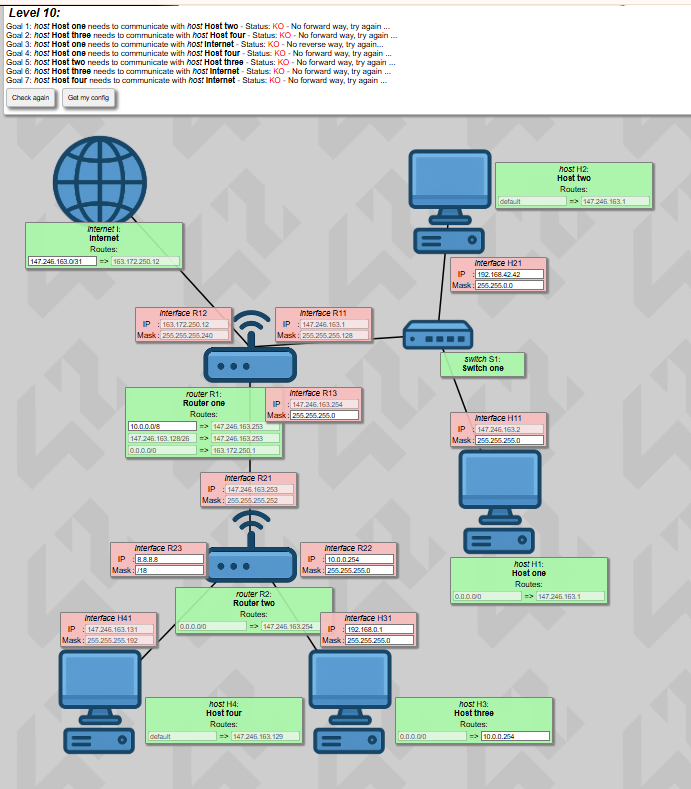 Level 10:
Goal 1: host Host one needs to communicate with host Host two - Status: KO - No forward way, try again ...
Goal 2: host Host three needs to communicate with host Host four - Status: KO - No forward way, try again ...
Goal 3: host Host one needs to communicate with host Internet - Status: KO - No reverse way, try again...
Goal 4: host Host one needs to communicate with host Host four - Status: KO - No forward way, try again ...
Goal 5: host Host two needs to communicate with host Host three - Status: KO - No forward way, try again ...
Goal 6: host Host three needs to communicate with host Internet - Status: KO - No forward way, try again ...
Goal 7: host Host four needs to communicate with host Internet - Status: KO - No forward way, try again ...
Check again Get my config
host H2:
Host two
Routes:
default => 147.246.163.1
internet I:
Internet
Routes:
147.246.163.0/31 => 163.172.250.12
interface H21
IP : 192.168.42.42
Mask : 255.255.0.0
interface R12
IP : 163.172.250.12
Mask : 255.255.255.240
interface R11
IP : 147.246.163.1
Mask : 255.255.255.128
switch S1:
Switch one
router R1:
Router one
Routes:
10.0.0.0/8 => 147.246.163.253
147.246.163.128/26 => 147.246.163.253
0.0.0.0/0 => 163.172.250.1
interface R13
IP : 147.246.163.254
Mask : 255.255.255.0
interface H11
IP : 147.246.163.2
Mask : 255.255.255.0
interface R21
IP : 147.246.163.253
Mask : 255.255.255.252
interface R23
IP : 8.8.8.8
Mask : /18
interface R22
IP : 10.0.0.254
Mask : 255.255.255.0
host H1:
Host one
Routes:
0.0.0.0/0 => 147.246.163.1
router R2:
Router two
Routes:
0.0.0.0/0 => 147.246.163.254
interface H41
IP : 147.246.163.131
Mask : 255.255.255.192
interface H31
IP : 192.168.0.1
Mask : 255.255.255.0
host H4:
Host four
Routes:
default => 147.246.163.129
host H3:
Host three
Routes:
0.0.0.0/0 => 10.0.0.254